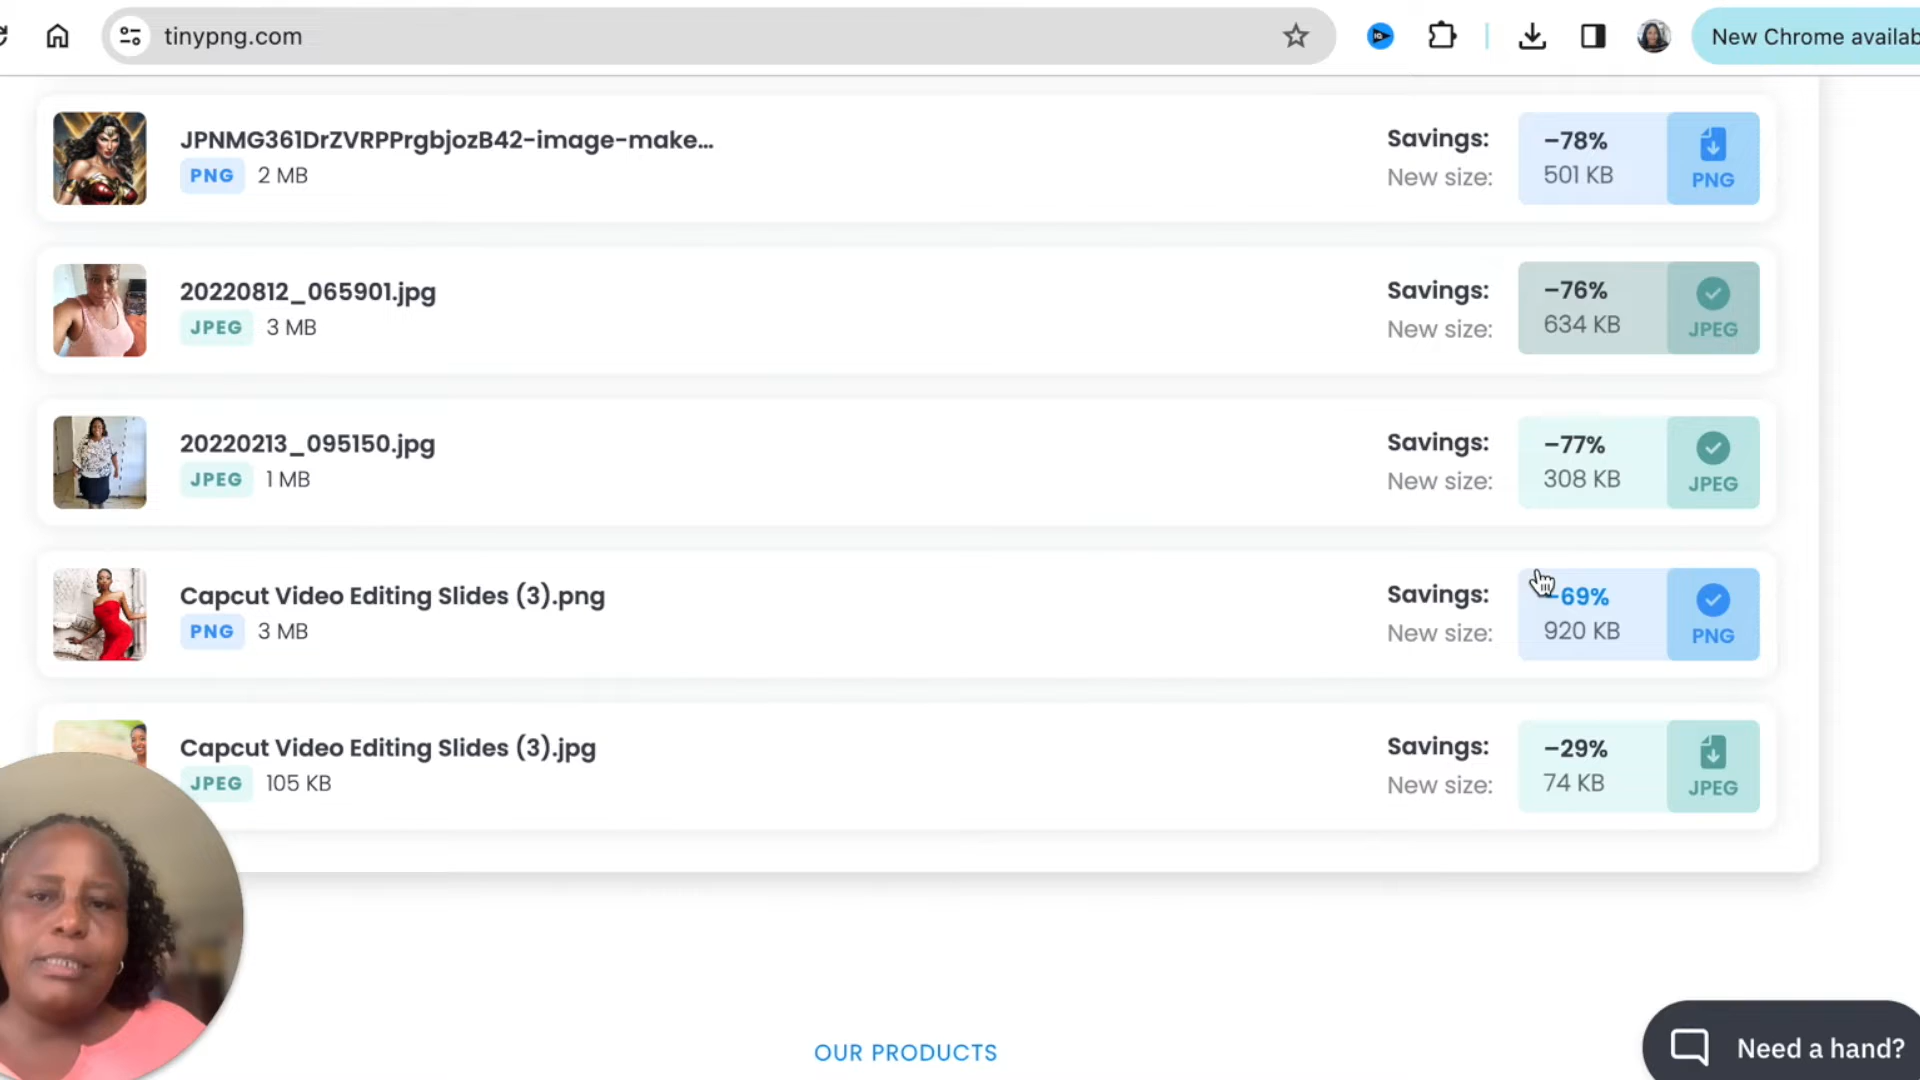 tinypng.com
New Chrome availab
JPNMG361DrZVRPPrgbjozB42-image-make...
PNG 2 MB
Savings: -78%
New size: 501 KB
PNG
20220812_065901.jpg
JPEG 3 MB
Savings: -76%
New size: 634 KB
JPEG
20220213_095150.jpg
JPEG 1 MB
Savings: -77%
New size: 308 KB
JPEG
Capcut Video Editing Slides (3).png
PNG 3 MB
Savings: -69%
New size: 920 KB
PNG
Capcut Video Editing Slides (3).jpg
JPEG 105 KB
Savings: -29%
New size: 74 KB
JPEG
OUR PRODUCTS
Need a hand?